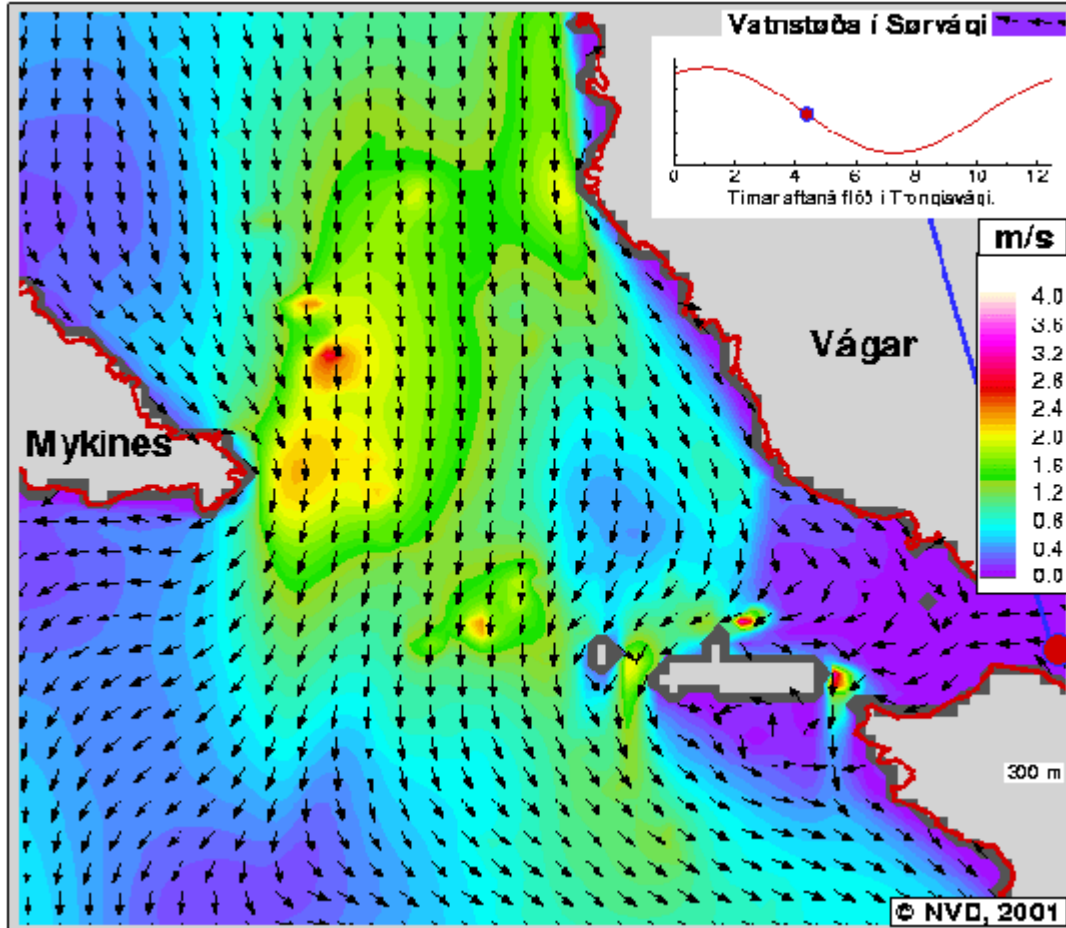 Vatnstøða í Sørvági
0 2 4 6 8 10 12
Tímar aftaná flóð í Trongisvági.
m/s
4.0
3.6
3.2
2.8
2.4
2.0
1.6
1.2
0.8
0.4
0.0
Vágar
Mykines
300 m
© NVD, 2001